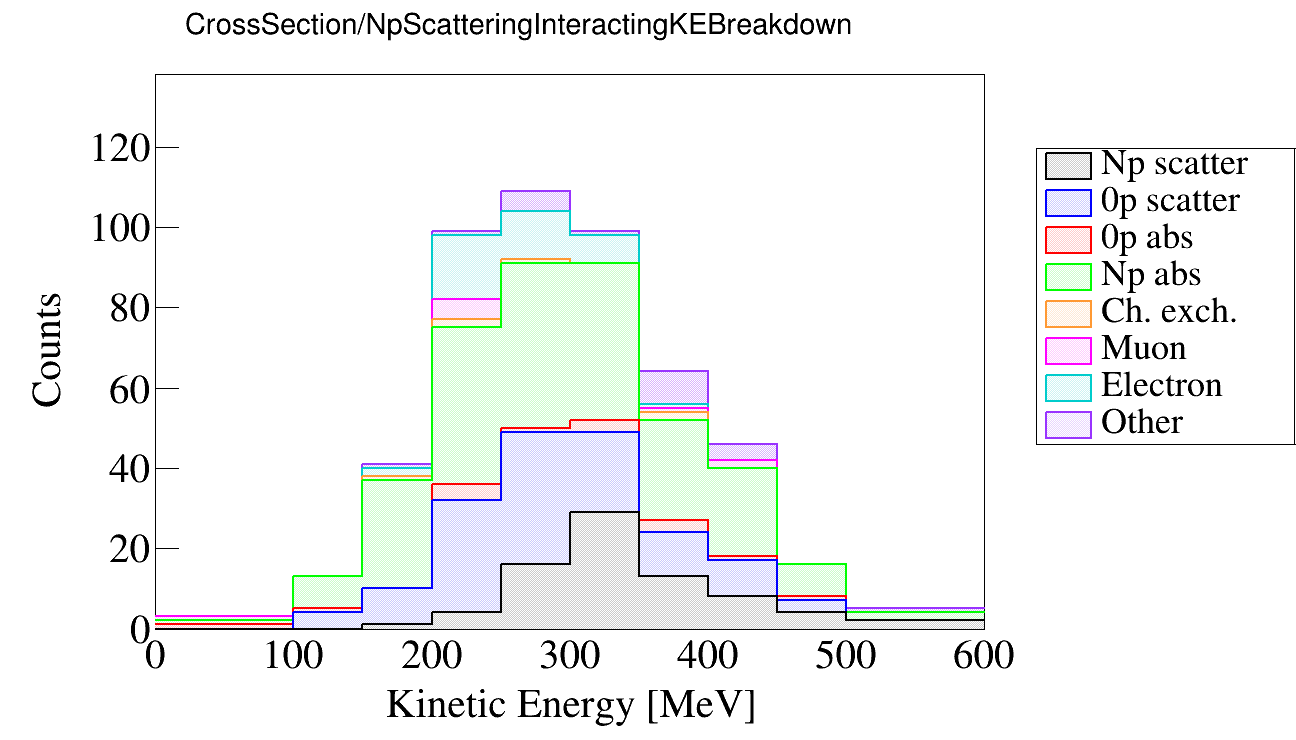 CrossSection/NpScatteringInteractingKEBreakdown
120
100
80
60
40
20
0
Counts
0 100 200 300 400 500 600
Kinetic Energy [MeV]
Np scatter
0p scatter
0p abs
Np abs
Ch. exch.
Muon
Electron
Other